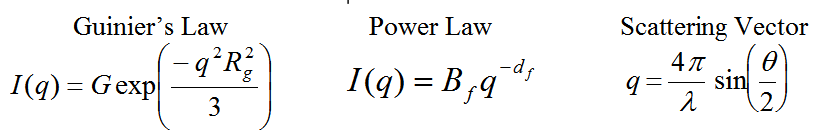 Guinier's Law Power Law Scattering Vector
I(q) = G exp(−q²R_g²/3) I(q) = B_f q^{−d_f} q = 4π/λ sin(θ/2)